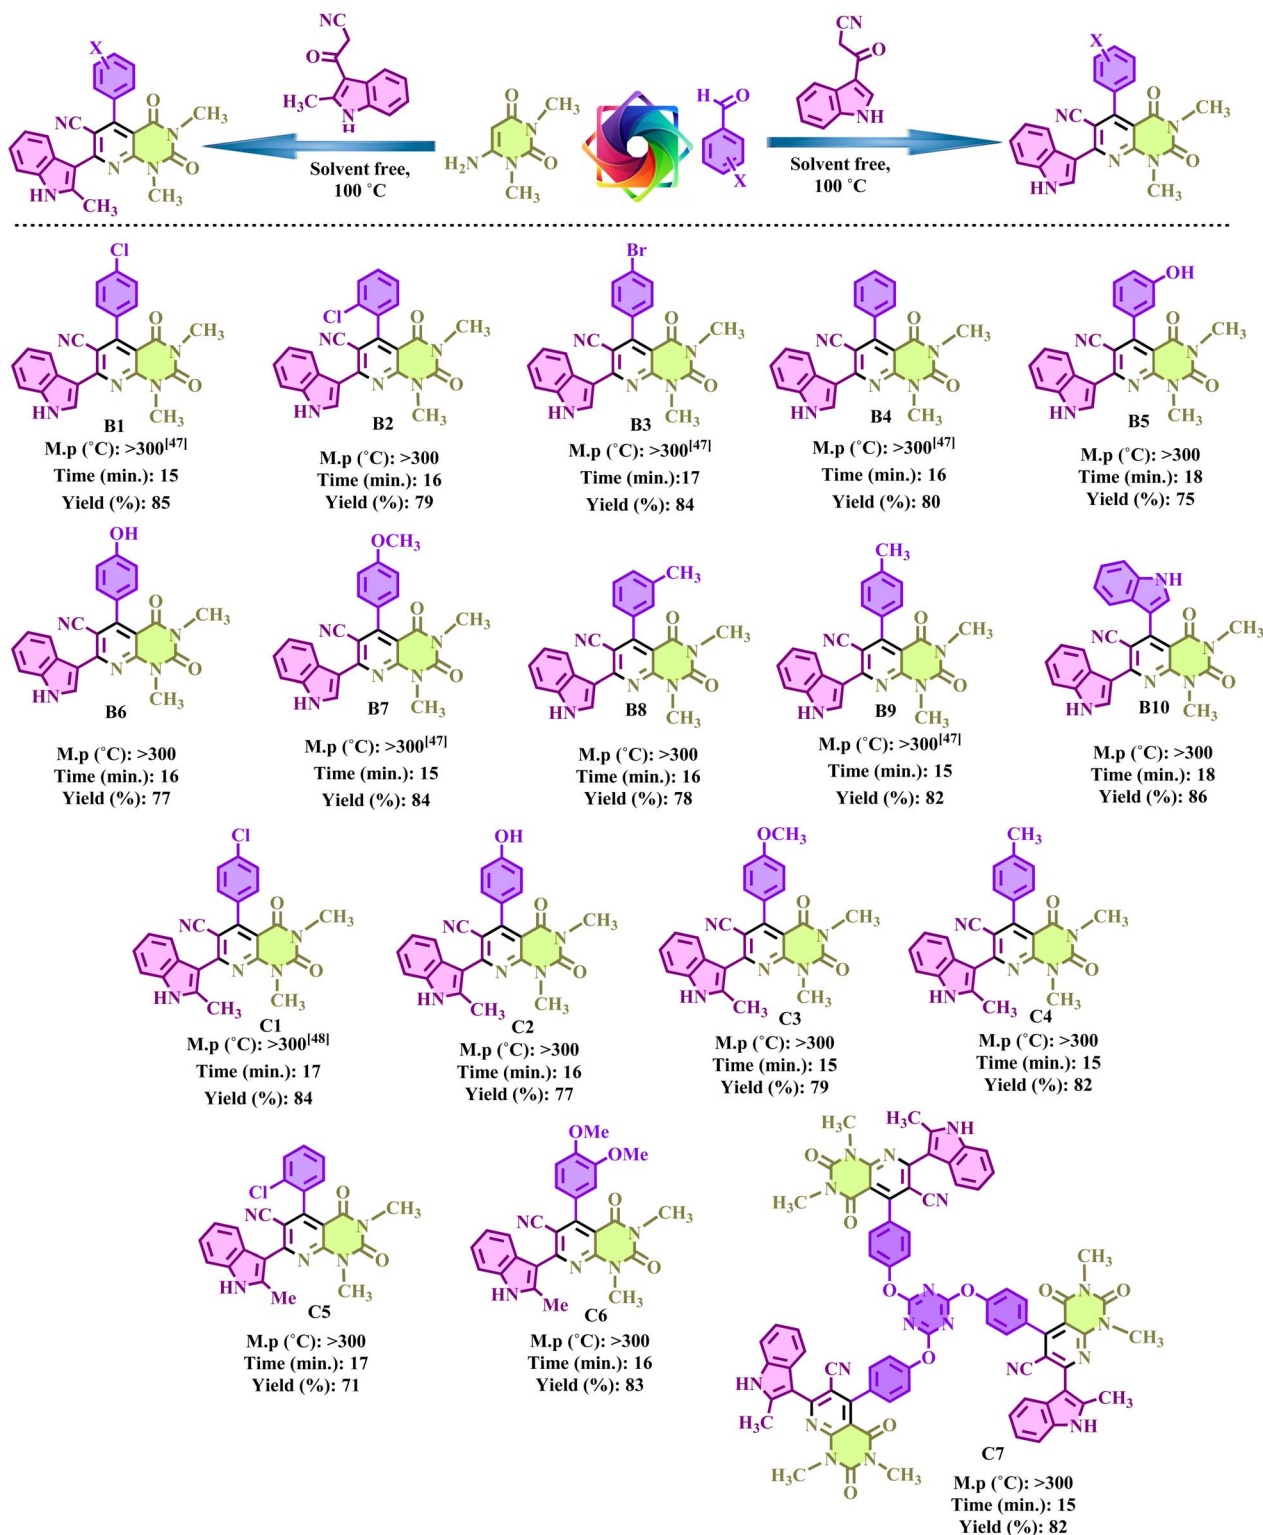 X
NC
CN
O
N
CH3
N
O
CH3
N
HN
CH3
NC
O
CH3
N
H
Solvent free,
100 ˚C
O
N
CH3
H2N
N
O
CH3
H
O
X
CN
O
N
H
Solvent free,
100 ˚C
X
NC
O
N
CH3
N
O
CH3
N
HN
Cl
NC
O
N
CH3
N
N
O
CH3
HN
B1
M.p (˚C): >300[47]
Time (min.): 15
Yield (%): 85
Cl
NC
O
N
CH3
N
N
O
CH3
HN
B2
M.p (˚C): >300
Time (min.): 16
Yield (%): 79
Br
NC
O
N
CH3
N
N
O
CH3
HN
B3
M.p (˚C): >300[47]
Time (min.):17
Yield (%): 84
NC
O
N
CH3
N
N
O
CH3
HN
B4
M.p (˚C): >300[47]
Time (min.): 16
Yield (%): 80
OH
NC
O
N
CH3
N
N
O
CH3
HN
B5
M.p (˚C): >300
Time (min.): 18
Yield (%): 75
OH
NC
O
N
CH3
N
N
O
CH3
HN
B6
M.p (˚C): >300
Time (min.): 16
Yield (%): 77
OCH3
NC
O
N
CH3
N
N
O
CH3
HN
B7
M.p (˚C): >300[47]
Time (min.): 15
Yield (%): 84
CH3
NC
O
N
CH3
N
N
O
CH3
HN
B8
M.p (˚C): >300
Time (min.): 16
Yield (%): 78
CH3
NC
O
N
CH3
N
N
O
CH3
HN
B9
M.p (˚C): >300[47]
Time (min.): 15
Yield (%): 82
NH
NC
O
N
CH3
N
N
O
CH3
HN
B10
M.p (˚C): >300
Time (min.): 18
Yield (%): 86
Cl
NC
O
N
CH3
N
N
O
CH3
HN
CH3
C1
M.p (˚C): >300[48]
Time (min.): 17
Yield (%): 84
OH
NC
O
N
CH3
N
N
O
CH3
HN
CH3
C2
M.p (˚C): >300
Time (min.): 16
Yield (%): 77
OCH3
NC
O
N
CH3
N
N
O
CH3
HN
CH3
C3
M.p (˚C): >300
Time (min.): 15
Yield (%): 79
CH3
NC
O
N
CH3
N
N
O
CH3
HN
CH3
C4
M.p (˚C): >300
Time (min.): 15
Yield (%): 82
Cl
NC
O
N
CH3
N
N
O
CH3
HN
Me
C5
M.p (˚C): >300
Time (min.): 17
Yield (%): 71
OMe
OMe
NC
O
N
CH3
N
N
O
CH3
HN
Me
C6
M.p (˚C): >300
Time (min.): 16
Yield (%): 83
H3C
H3C
NH
O
N
N
N
H3C
O
CN
O
N
N
N
O
O
CH3
N
O
O
N
CH3
CN
N
CH3
NH
HN
CN
H3C
N
O
N
N
H3C
O
CH3
C7
M.p (˚C): >300
Time (min.): 15
Yield (%): 82